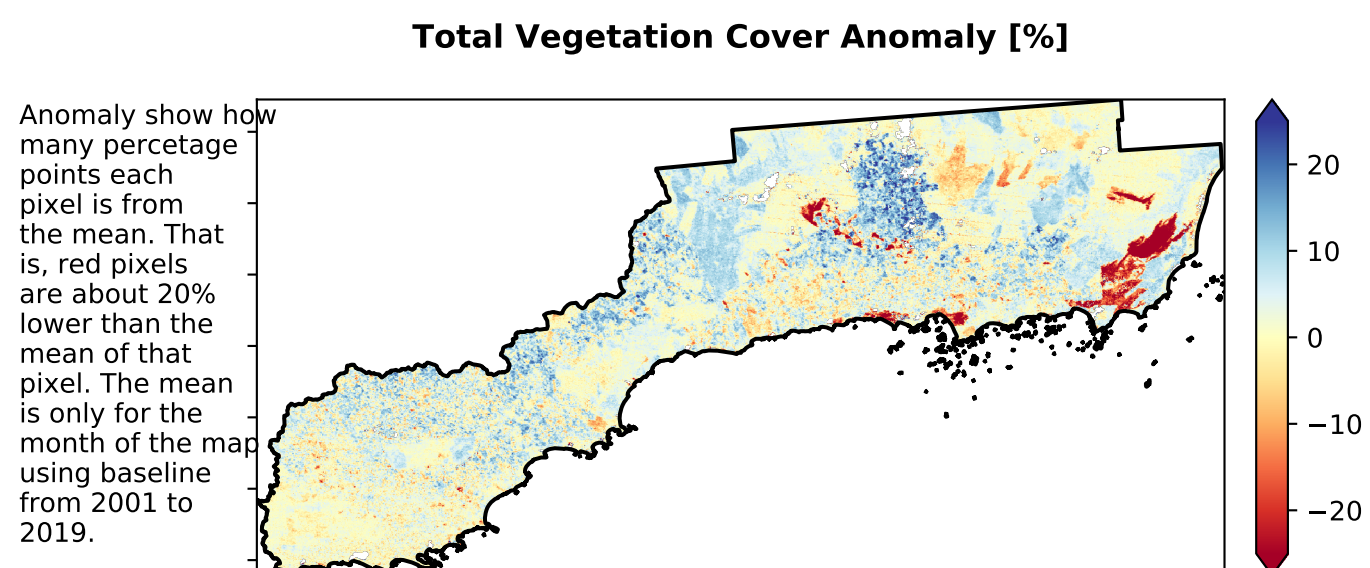 Total Vegetation Cover Anomaly [%]
Anomaly show how
many percetage
points each
pixel is from
the mean. That
is, red pixels
are about 20%
lower than the
mean of that
pixel. The mean
is only for the
month of the map
using baseline
from 2001 to
2019.
20
10
0
−10
−20